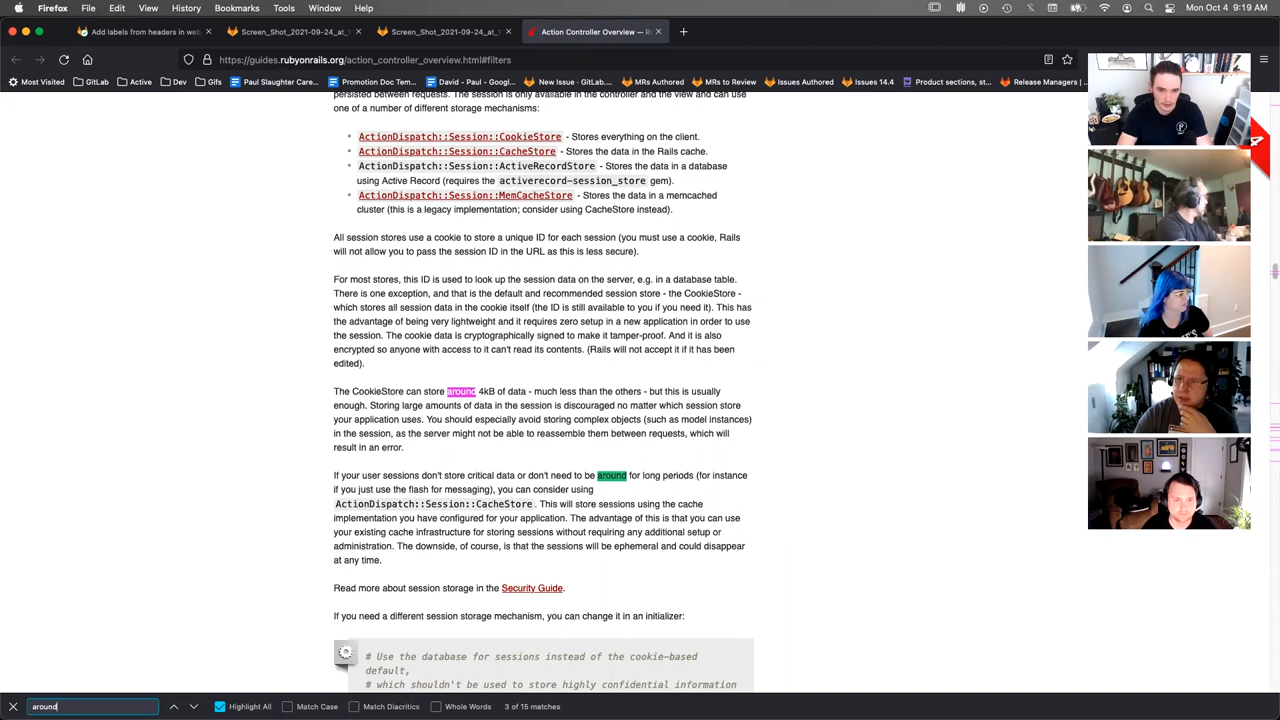 Firefox File Edit View History Bookmarks Tools Window Help
Mon Oct 4 9:19 AM
Add labels from headers in web
Screen_Shot_2021-09-24_at_
Screen_Shot_2021-09-24_at_
Action Controller Overview — R
https://guides.rubyonrails.org/action_controller_overview.html#filters
Most Visited GitLab Active Dev Gifs Paul Slaughter Care... Promotion Doc Tem... David - Paul - Gitlab New Issue · GitLab.... MRs Authored MRs to Review Issues Authored Issues 14.4 Product sections, st... Release Managers (...
persisted between requests. The session is only available in the controller and the view and can use
one of a number of different storage mechanisms:
ActionDispatch::Session::CookieStore - Stores everything on the client.
ActionDispatch::Session::CacheStore - Stores the data in the Rails cache.
ActionDispatch::Session::ActiveRecordStore - Stores the data in a database
using Active Record (requires the activerecord-session_store gem).
ActionDispatch::Session::MemCacheStore - Stores the data in a memcached
cluster (this is a legacy implementation; consider using CacheStore instead).
All session stores use a cookie to store a unique ID for each session (you must use a cookie, Rails
will not allow you to pass the session ID in the URL as this is less secure).
For most stores, this ID is used to look up the session data on the server, e.g. in a database table.
There is one exception, and that is the default and recommended session store - the CookieStore -
which stores all session data in the cookie itself (the ID is still available to you if you need it). This has
the advantage of being very lightweight and it requires zero setup in a new application in order to use
the session. The cookie data is cryptographically signed to make it tamper-proof. And it is also
encrypted so anyone with access to it can't read its contents. (Rails will not accept it if it has been
edited).
The CookieStore can store around 4kB of data - much less than the others - but this is usually
enough. Storing large amounts of data in the session is discouraged no matter which session store
your application uses. You should especially avoid storing complex objects (such as model instances)
in the session, as the server might not be able to reassemble them between requests, which will
result in an error.
If your user sessions don't store critical data or don't need to be around for long periods (for instance
if you just use the flash for messaging), you can consider using
ActionDispatch::Session::CacheStore. This will store sessions using the cache
implementation you have configured for your application. The advantage of this is that you can use
your existing cache infrastructure for storing sessions without requiring any additional setup or
administration. The downside, of course, is that the sessions will be ephemeral and could disappear
at any time.
Read more about session storage in the Security Guide.
If you need a different session storage mechanism, you can change it in an initializer:
# Use the database for sessions instead of the cookie-based
default,
# which shouldn't be used to store highly confidential information
around
Highlight All Match Case Match Diacritics Whole Words 3 of 15 matches